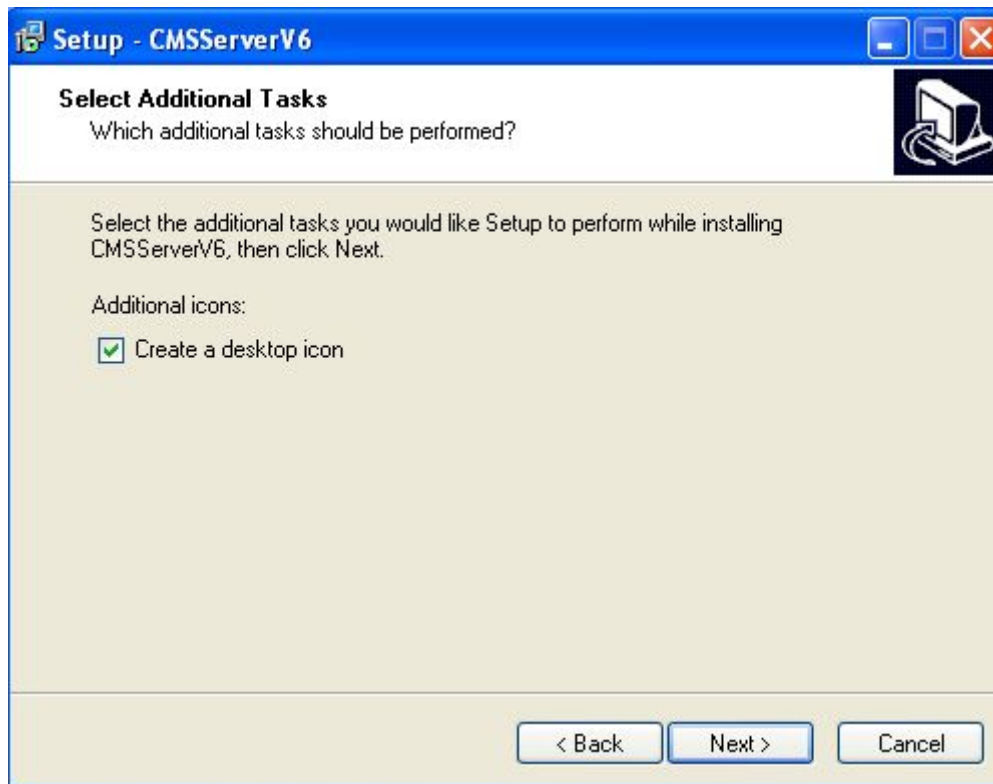 Setup - CMSServerV6
Select Additional Tasks
Which additional tasks should be performed?
Select the additional tasks you would like Setup to perform while installing
CMSServerV6, then click Next.
Additional icons:
Create a desktop icon
< Back Next > Cancel